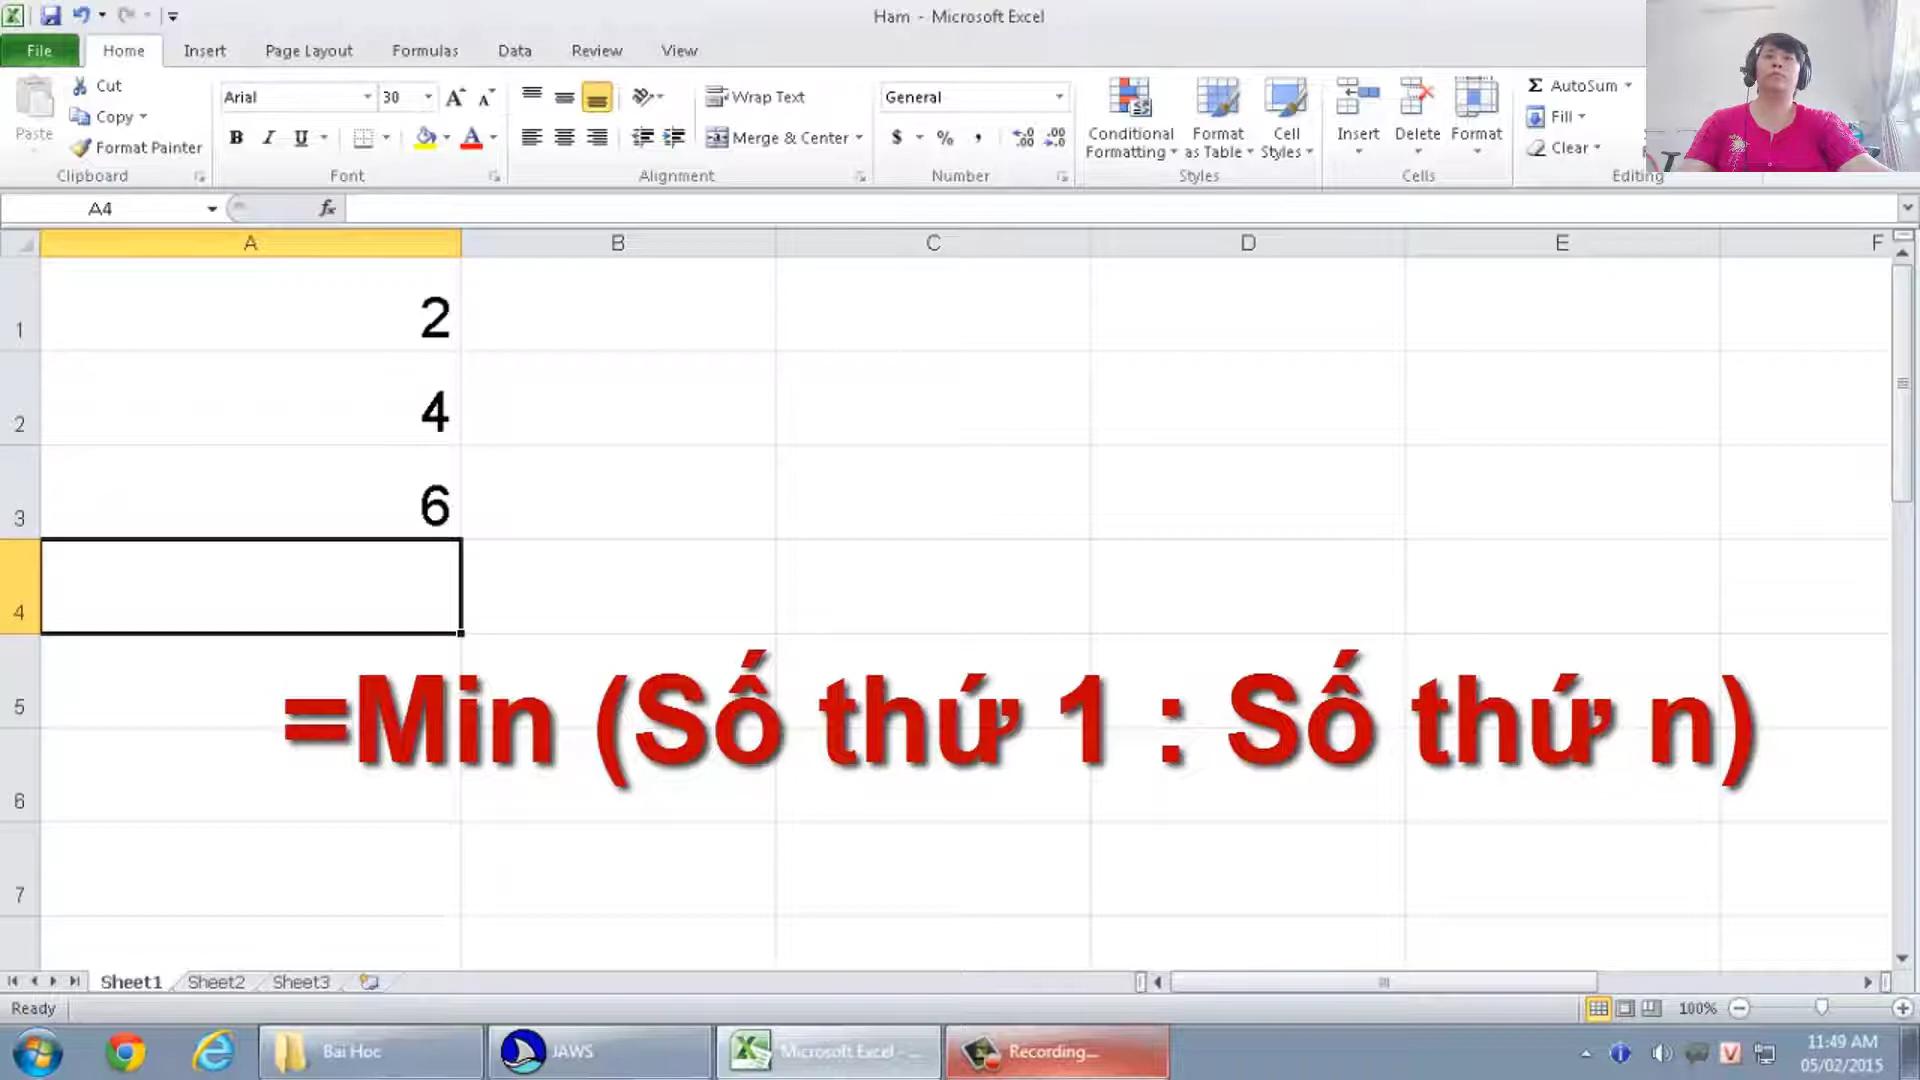 Ham - Microsoft Excel
File Home Insert Page Layout Formulas Data Review View
Paste
Cut
Copy
Format Painter
Clipboard
Arial 30
B I U
Font
Wrap Text
Merge & Center
Alignment
General
$ % ,
Number
Conditional Formatting
Format as Table
Cell Styles
Styles
Insert
Delete
Format
Cells
Σ AutoSum
Fill
Clear
Editing
A4 fx
A B C D E F
1 2
2 4
3 6
4
5
=Min (Số thứ 1 : Số thứ n)
6
7
Sheet1 Sheet2 Sheet3
Ready 100%
Bai Hoc JAWS Microsoft Excel - ... Recording...
11:49 AM
05/02/2015